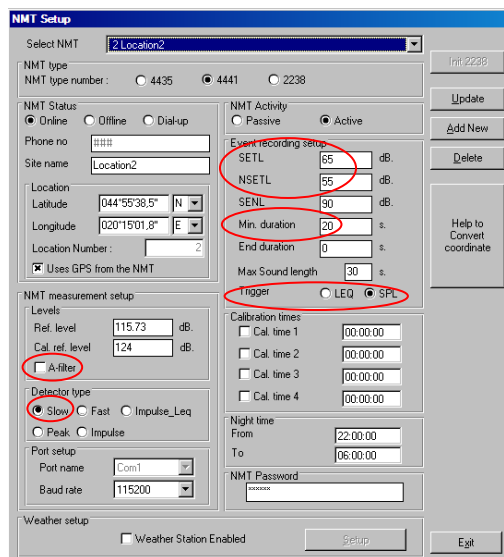 NMT Setup
Select NMT 2 Location2
NMT type
NMT type number : 4435 4441 2238
Init 2238
Update
Add New
Delete
Help to
Convert
coordinate
Exit
NMT Status
Online Offline Dial-up
Phone no ###
Site name Location2
Location
Latitude 044°55'38,5" N
Longitude 020°15'01,8" E
Location Number : 2
Uses GPS from the NMT
NMT measurement setup
Levels
Ref. level 115.73 dB.
Cal. ref. level 124 dB.
A-filter
Detector type
Slow Fast Impulse_Leq
Peak Impulse
Port setup
Port name Com1
Baud rate 115200
NMT Activity
Passive Active
Event recording setup
SETL 65 dB.
NSETL 55 dB.
SENL 90 dB.
Min. duration 20 s.
End duration 0 s.
Max Sound length 30 s.
Trigger LEQ SPL
Calibration times
Cal. time 1 00:00:00
Cal. time 2 00:00:00
Cal. time 3 00:00:00
Cal. time 4 00:00:00
Night time
From 22:00:00
To 06:00:00
NMT Password
××××××
Weather setup
Weather Station Enabled Setup